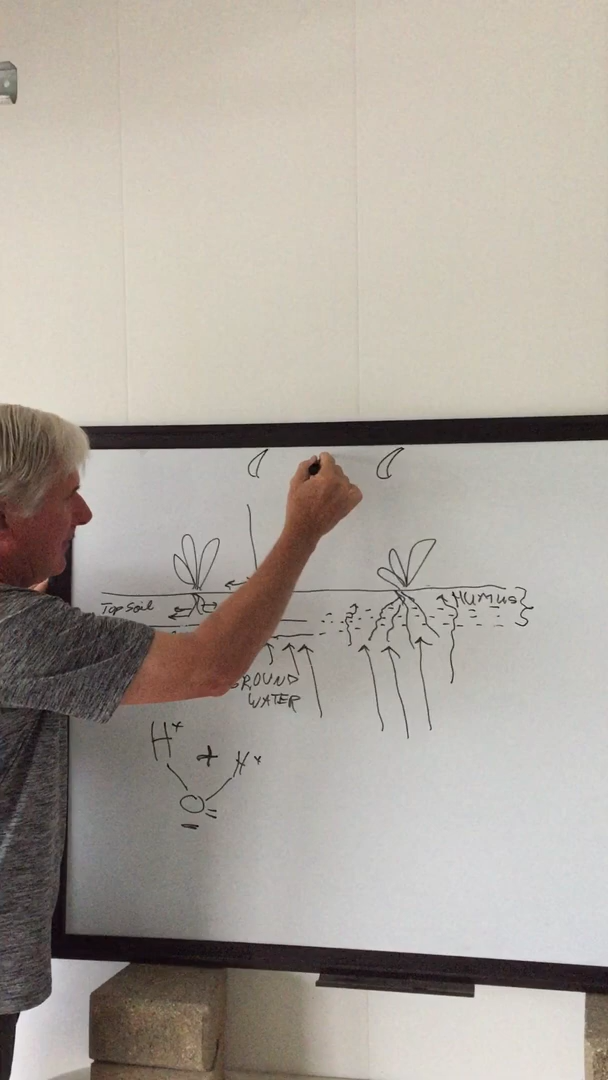 Top Soil
HUMUS
GROUND
WATER
H+
+
H+
O=